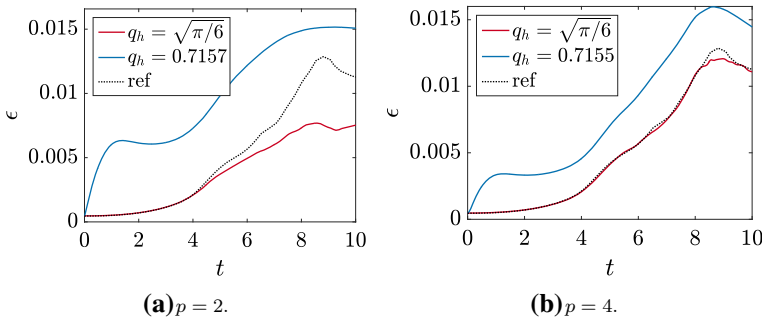 0.015
0.01
0.005
0
ϵ
q_h = √π/6
q_h = 0.7157
ref
0 2 4 6 8 10
t
(a) p = 2.
0.015
0.01
0.005
0
ϵ
q_h = √π/6
q_h = 0.7155
ref
0 2 4 6 8 10
t
(b) p = 4.